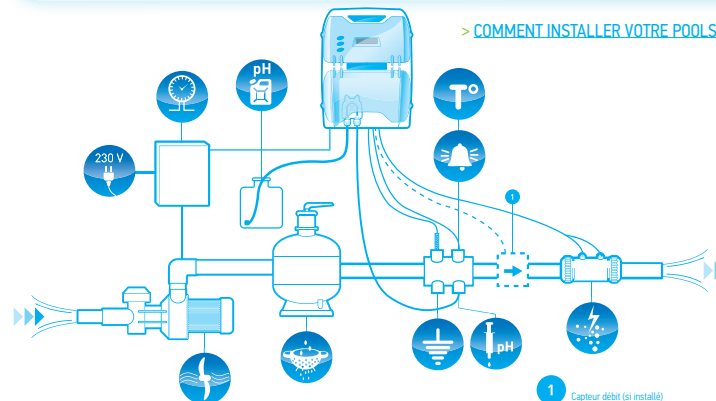 > COMMENT INSTALLER VOTRE POOLS
pH
T°
230 V
1
pH
1 Capteur débit (si installé)